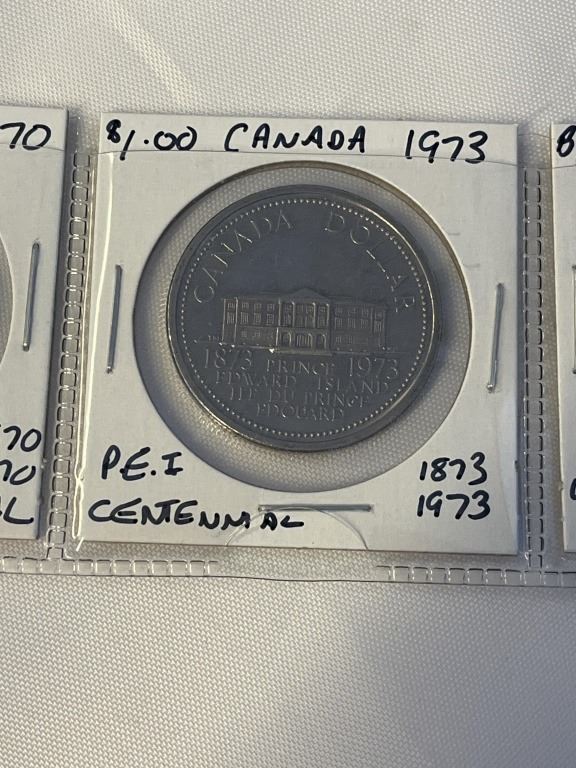 70
$1.00 CANADA 1973
B
CANADA DOLLAR
1873 PRINCE 1973
EDWARD ISLAND
ILE DU PRINCE
EDOUARD
70
70
L
P.E.I 1873
CENTENNIAL 1973